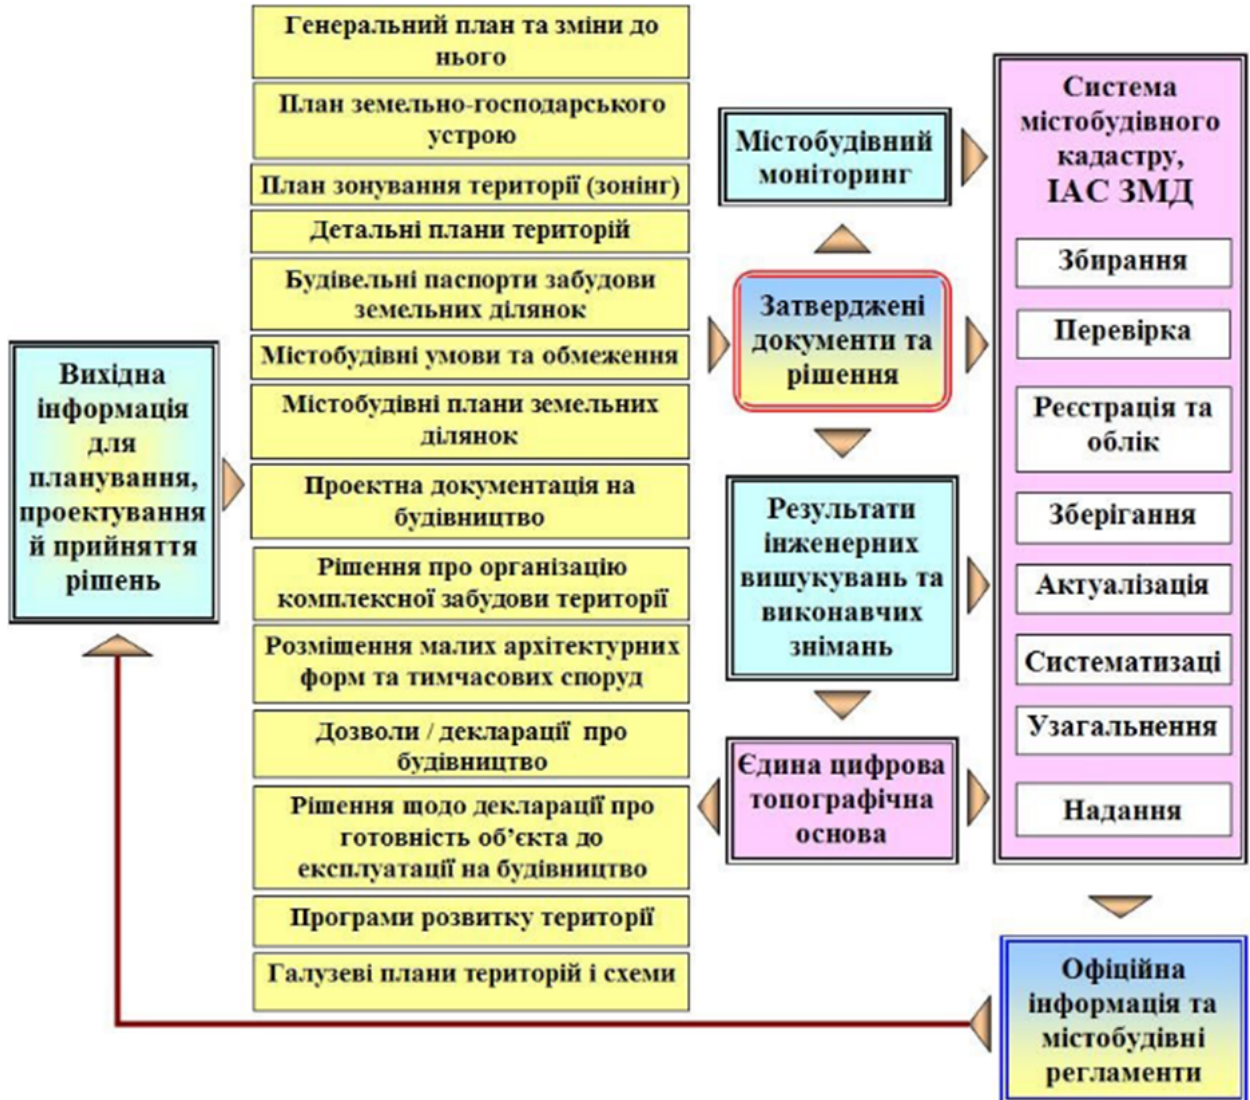 Вихідна
інформація
для
планування,
проектування
й прийняття
рішень
Генеральний план та зміни до
нього
План земельно-господарського
устрою
План зонування території (зонінг)
Детальні плани територій
Будівельні паспорти забудови
земельних ділянок
Містобудівні умови та обмеження
Містобудівні плани земельних
ділянок
Проектна документація на
будівництво
Рішення про організацію
комплексної забудови території
Розміщення малих архітектурних
форм та тимчасових споруд
Дозволи / декларації про
будівництво
Рішення щодо декларації про
готовність об’єкта до
експлуатації на будівництво
Програми розвитку території
Галузеві плани територій і схеми
Містобудівний
моніторинг
Затверджені
документи та
рішення
Результати
інженерних
вишукувань та
виконавчих
знімань
Єдина цифрова
топографічна
основа
Система
містобудівного
кадастру,
ІАС ЗМД
Збирання
Перевірка
Реєстрація та
облік
Зберігання
Актуалізація
Систематизаці
Узагальнення
Надання
Офіційна
інформація та
містобудівні
регламенти